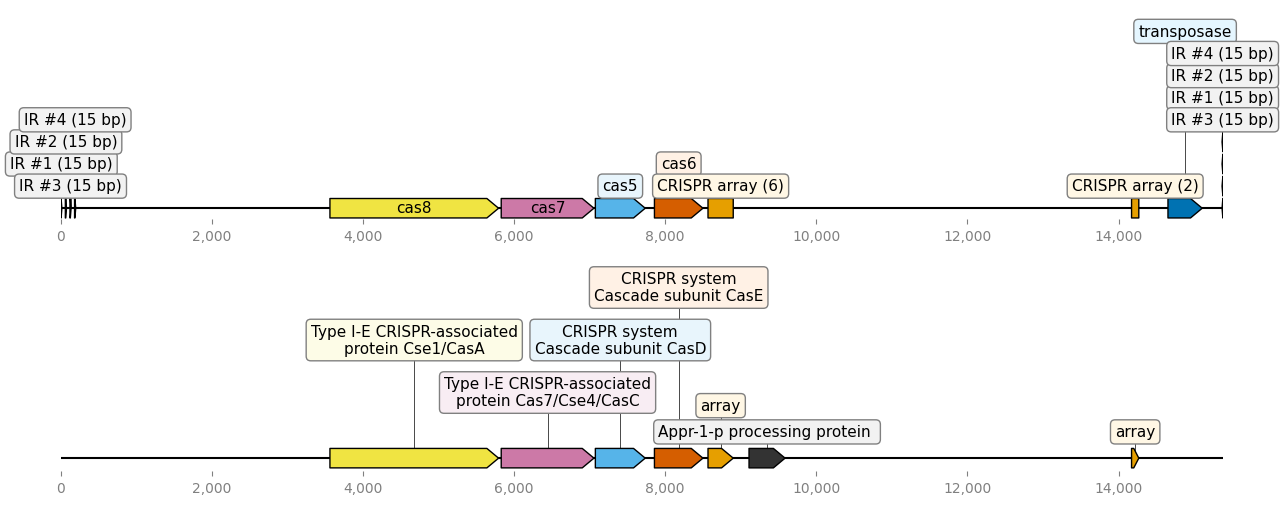 transposase
IR #4 (15 bp)
IR #2 (15 bp)
IR #1 (15 bp)
IR #3 (15 bp)
IR #4 (15 bp)
IR #2 (15 bp)
IR #1 (15 bp)
IR #3 (15 bp)
cas6
cas5
CRISPR array (6)
CRISPR array (2)
cas8
cas7
0
2,000
4,000
6,000
8,000
10,000
12,000
14,000
CRISPR system
Cascade subunit CasE
Type I-E CRISPR-associated
protein Cse1/CasA
CRISPR system
Cascade subunit CasD
Type I-E CRISPR-associated
protein Cas7/Cse4/CasC
array
Appr-1-p processing protein
array
0
2,000
4,000
6,000
8,000
10,000
12,000
14,000